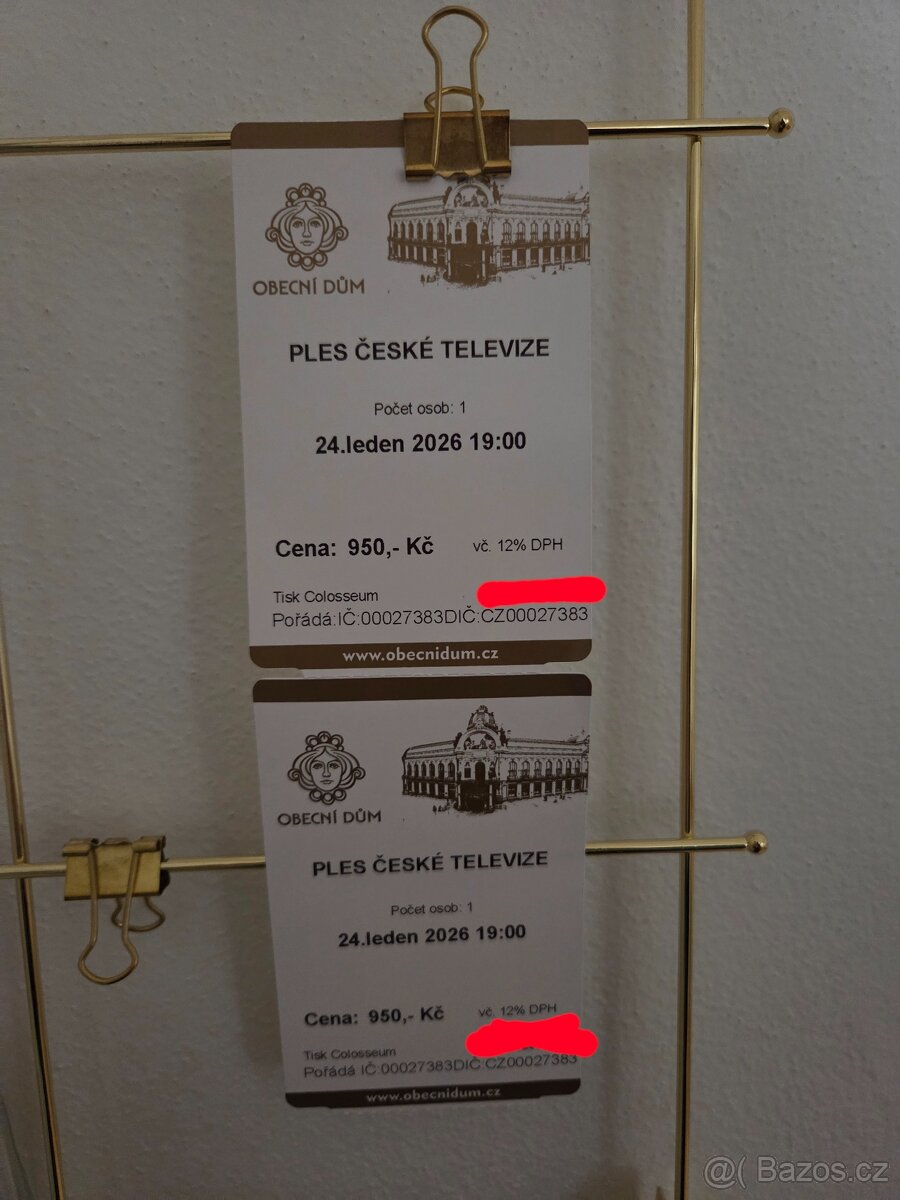 OBECNÍ DŮM
PLES ČESKÉ TELEVIZE
Počet osob: 1
24.leden 2026 19:00
Cena: 950,- Kč vč. 12% DPH
Tisk Colosseum
Pořádá:IČ:00027383DIČ:CZ00027383
www.obecnidum.cz
OBECNÍ DŮM
PLES ČESKÉ TELEVIZE
Počet osob: 1
24.leden 2026 19:00
Cena: 950,- Kč vč. 12% DPH
Tisk Colosseum
Pořádá IČ:00027383DIČ:CZ00027383
www.obecnidum.cz
@( Bazos.cz